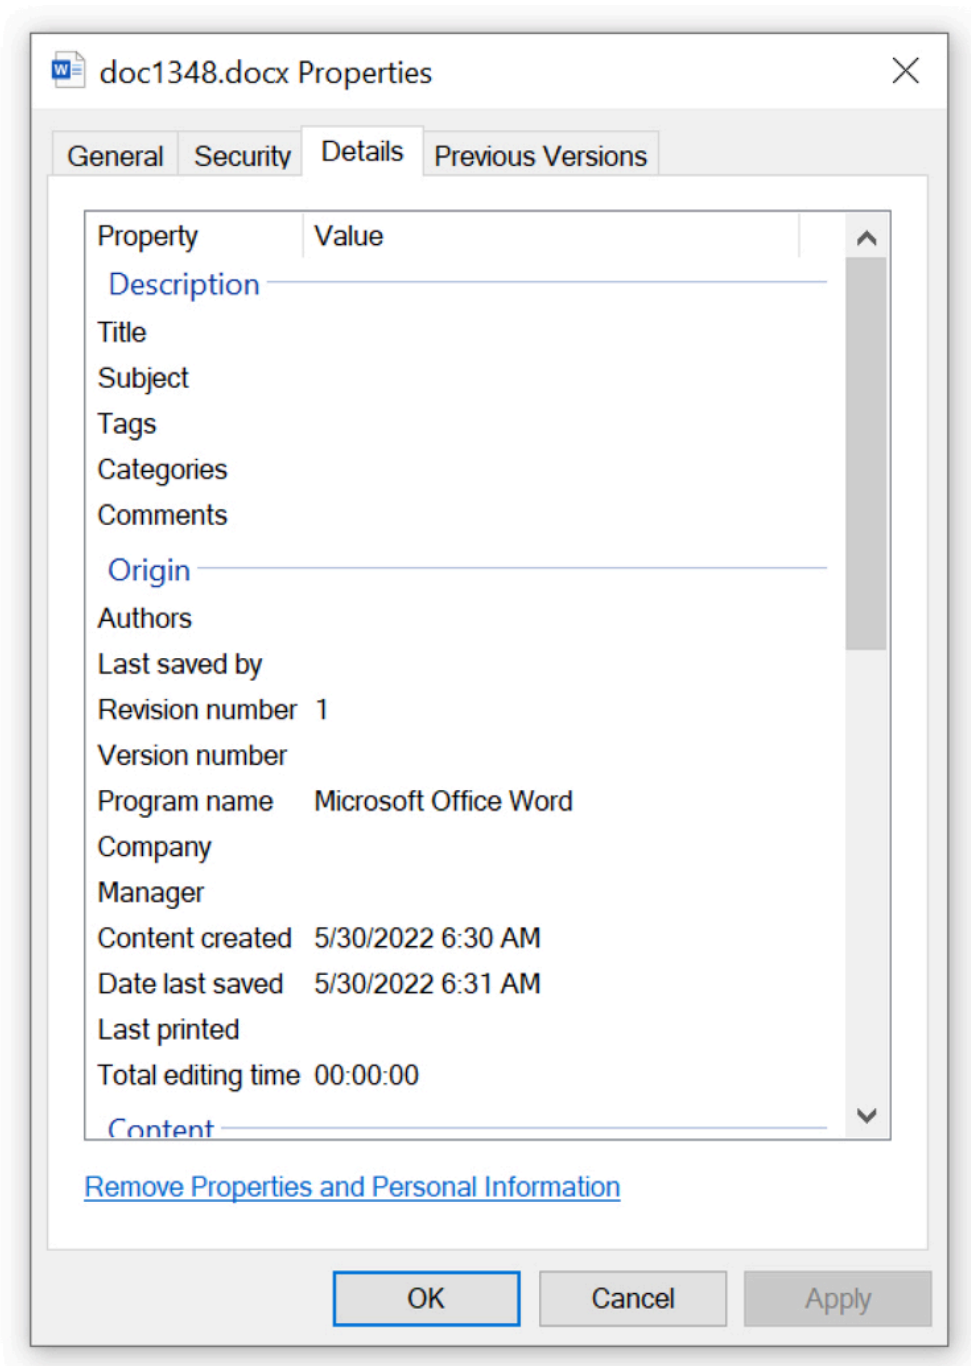 doc1348.docx Properties
General Security Details Previous Versions
Property Value
Description
Title
Subject
Tags
Categories
Comments
Origin
Authors
Last saved by
Revision number 1
Version number
Program name Microsoft Office Word
Company
Manager
Content created 5/30/2022 6:30 AM
Date last saved 5/30/2022 6:31 AM
Last printed
Total editing time 00:00:00
Content
Remove Properties and Personal Information
OK Cancel Apply